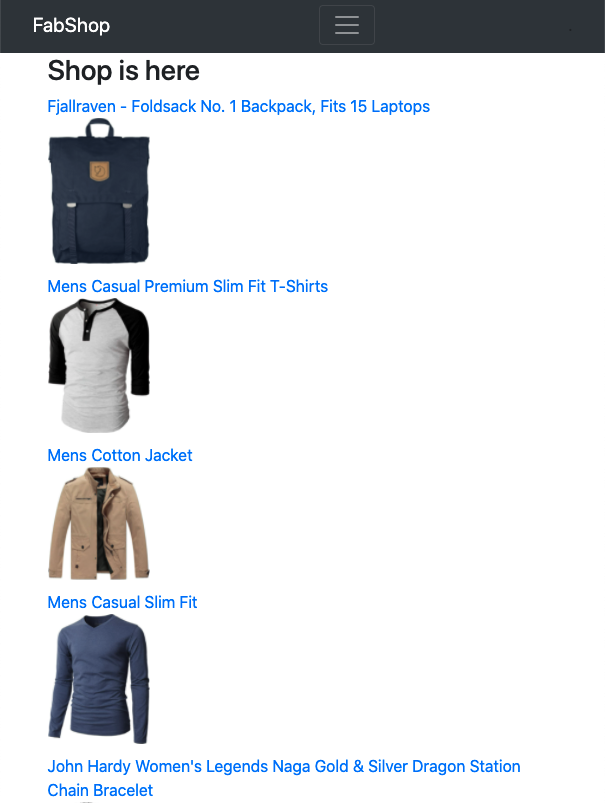 FabShop
Shop is here
Fjallraven - Foldsack No. 1 Backpack, Fits 15 Laptops
Mens Casual Premium Slim Fit T-Shirts
Mens Cotton Jacket
Mens Casual Slim Fit
John Hardy Women's Legends Naga Gold & Silver Dragon Station
Chain Bracelet